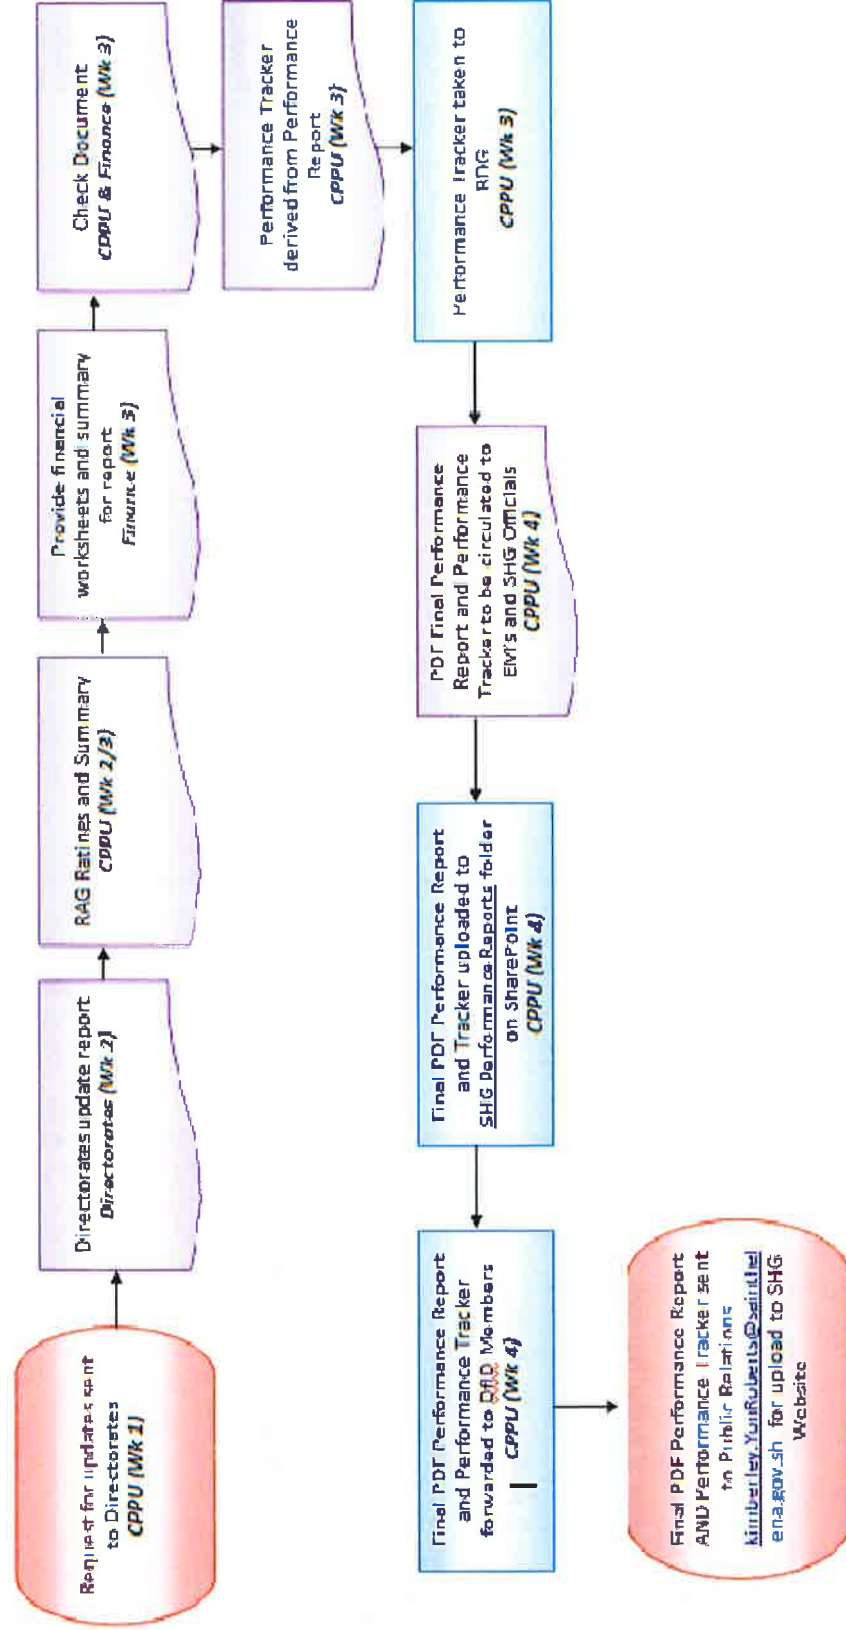 Request for updates sent
to Directorates
CPPU (Wk 1)
Directorates update report
Directorates (Wk 2)
RAG Ratings and Summary
CPPU (Wk 2/3)
Provide financial
worksheets and summary
for report
Finance (Wk 3)
Check Document
CPPU & Finance (Wk 3)
Performance Tracker
derived from Performance
Report
CPPU (Wk 3)
Performance Tracker taken to
CPPU (Wk 3)
PDF Final Performance
Report and Performance
Tracker to be circulated to
and SHG Officials
CPPU (Wk 4)
Final PDF Performance Report
and Tracker uploaded to
SHG Performance Reports folder
on SharePoint
CPPU (Wk 4)
Final PDF Performance Report
and Performance Tracker
forwarded to Members
CPPU (Wk 4)
Final PDF Performance Report
AND Performance Tracker sent
to Public Relations
kimberley.YonRoberts@sainthel
ena.gov.sh for upload to SHG
Website